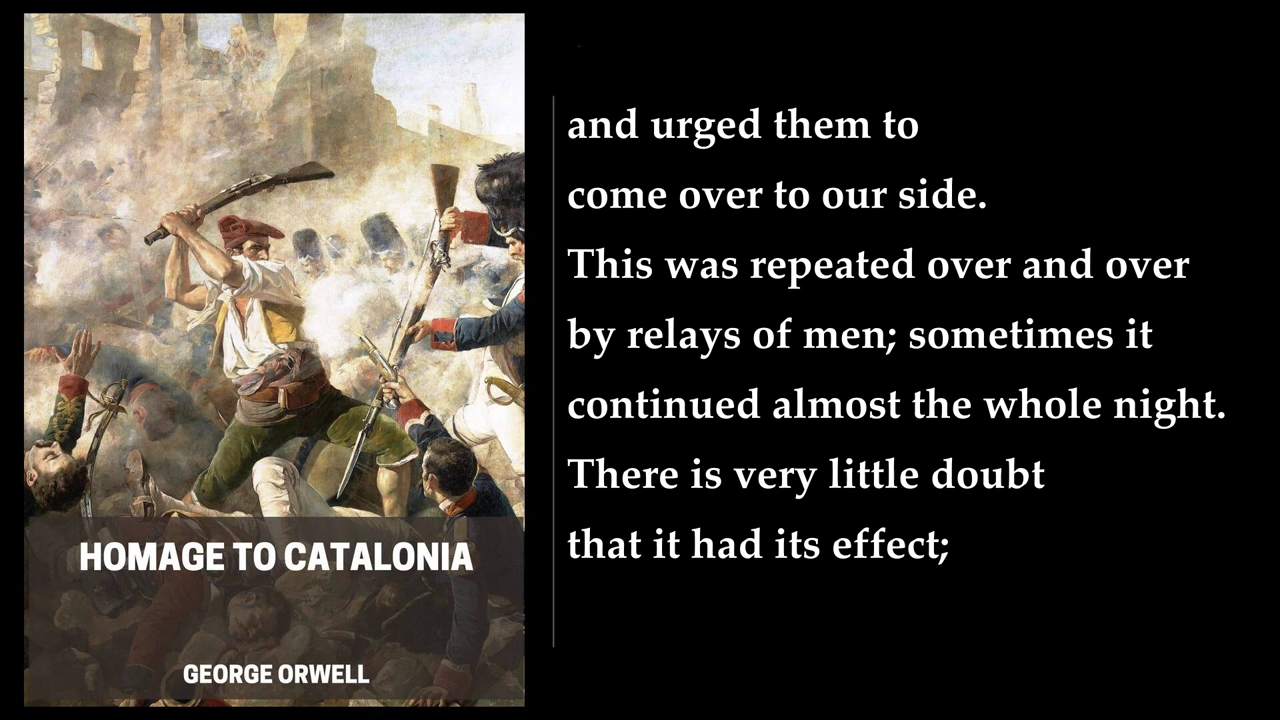 HOMAGE TO CATALONIA
GEORGE ORWELL
and urged them to
come over to our side.
This was repeated over and over
by relays of men; sometimes it
continued almost the whole night.
There is very little doubt
that it had its effect;